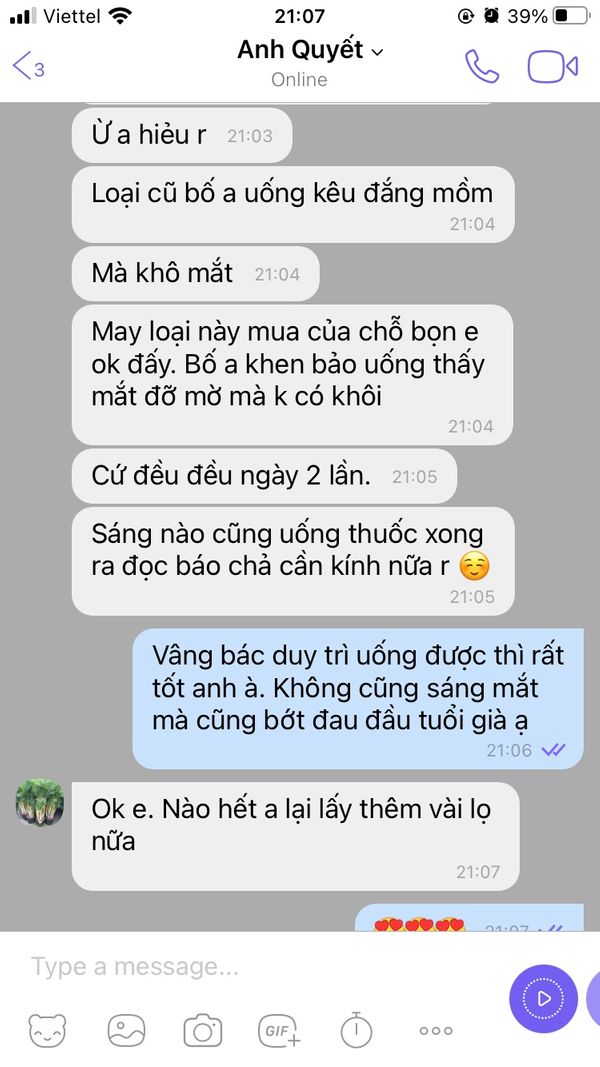 Viettel 21:07 39%
3 Anh Quyết
Online
Ừ a hiểu r 21:03
Loại cũ bố a uống kêu đắng mồm
21:04
Mà khô mắt 21:04
May loại này mua của chỗ bọn e
ok đấy. Bố a khen bảo uống thấy
mắt đỡ mờ mà k có khôi
21:04
Cứ đều đều ngày 2 lần. 21:05
Sáng nào cũng uống thuốc xong
ra đọc báo chả cần kính nữa r ☺️
21:05
Vâng bác duy trì uống được thì rất
tốt anh à. Không cũng sáng mắt
mà cũng bớt đau đầu tuổi già ạ
21:06
Ok e. Nào hết a lại lấy thêm vài lọ
nữa
21:07
😍😍😍 21:07
Type a message...
GIF